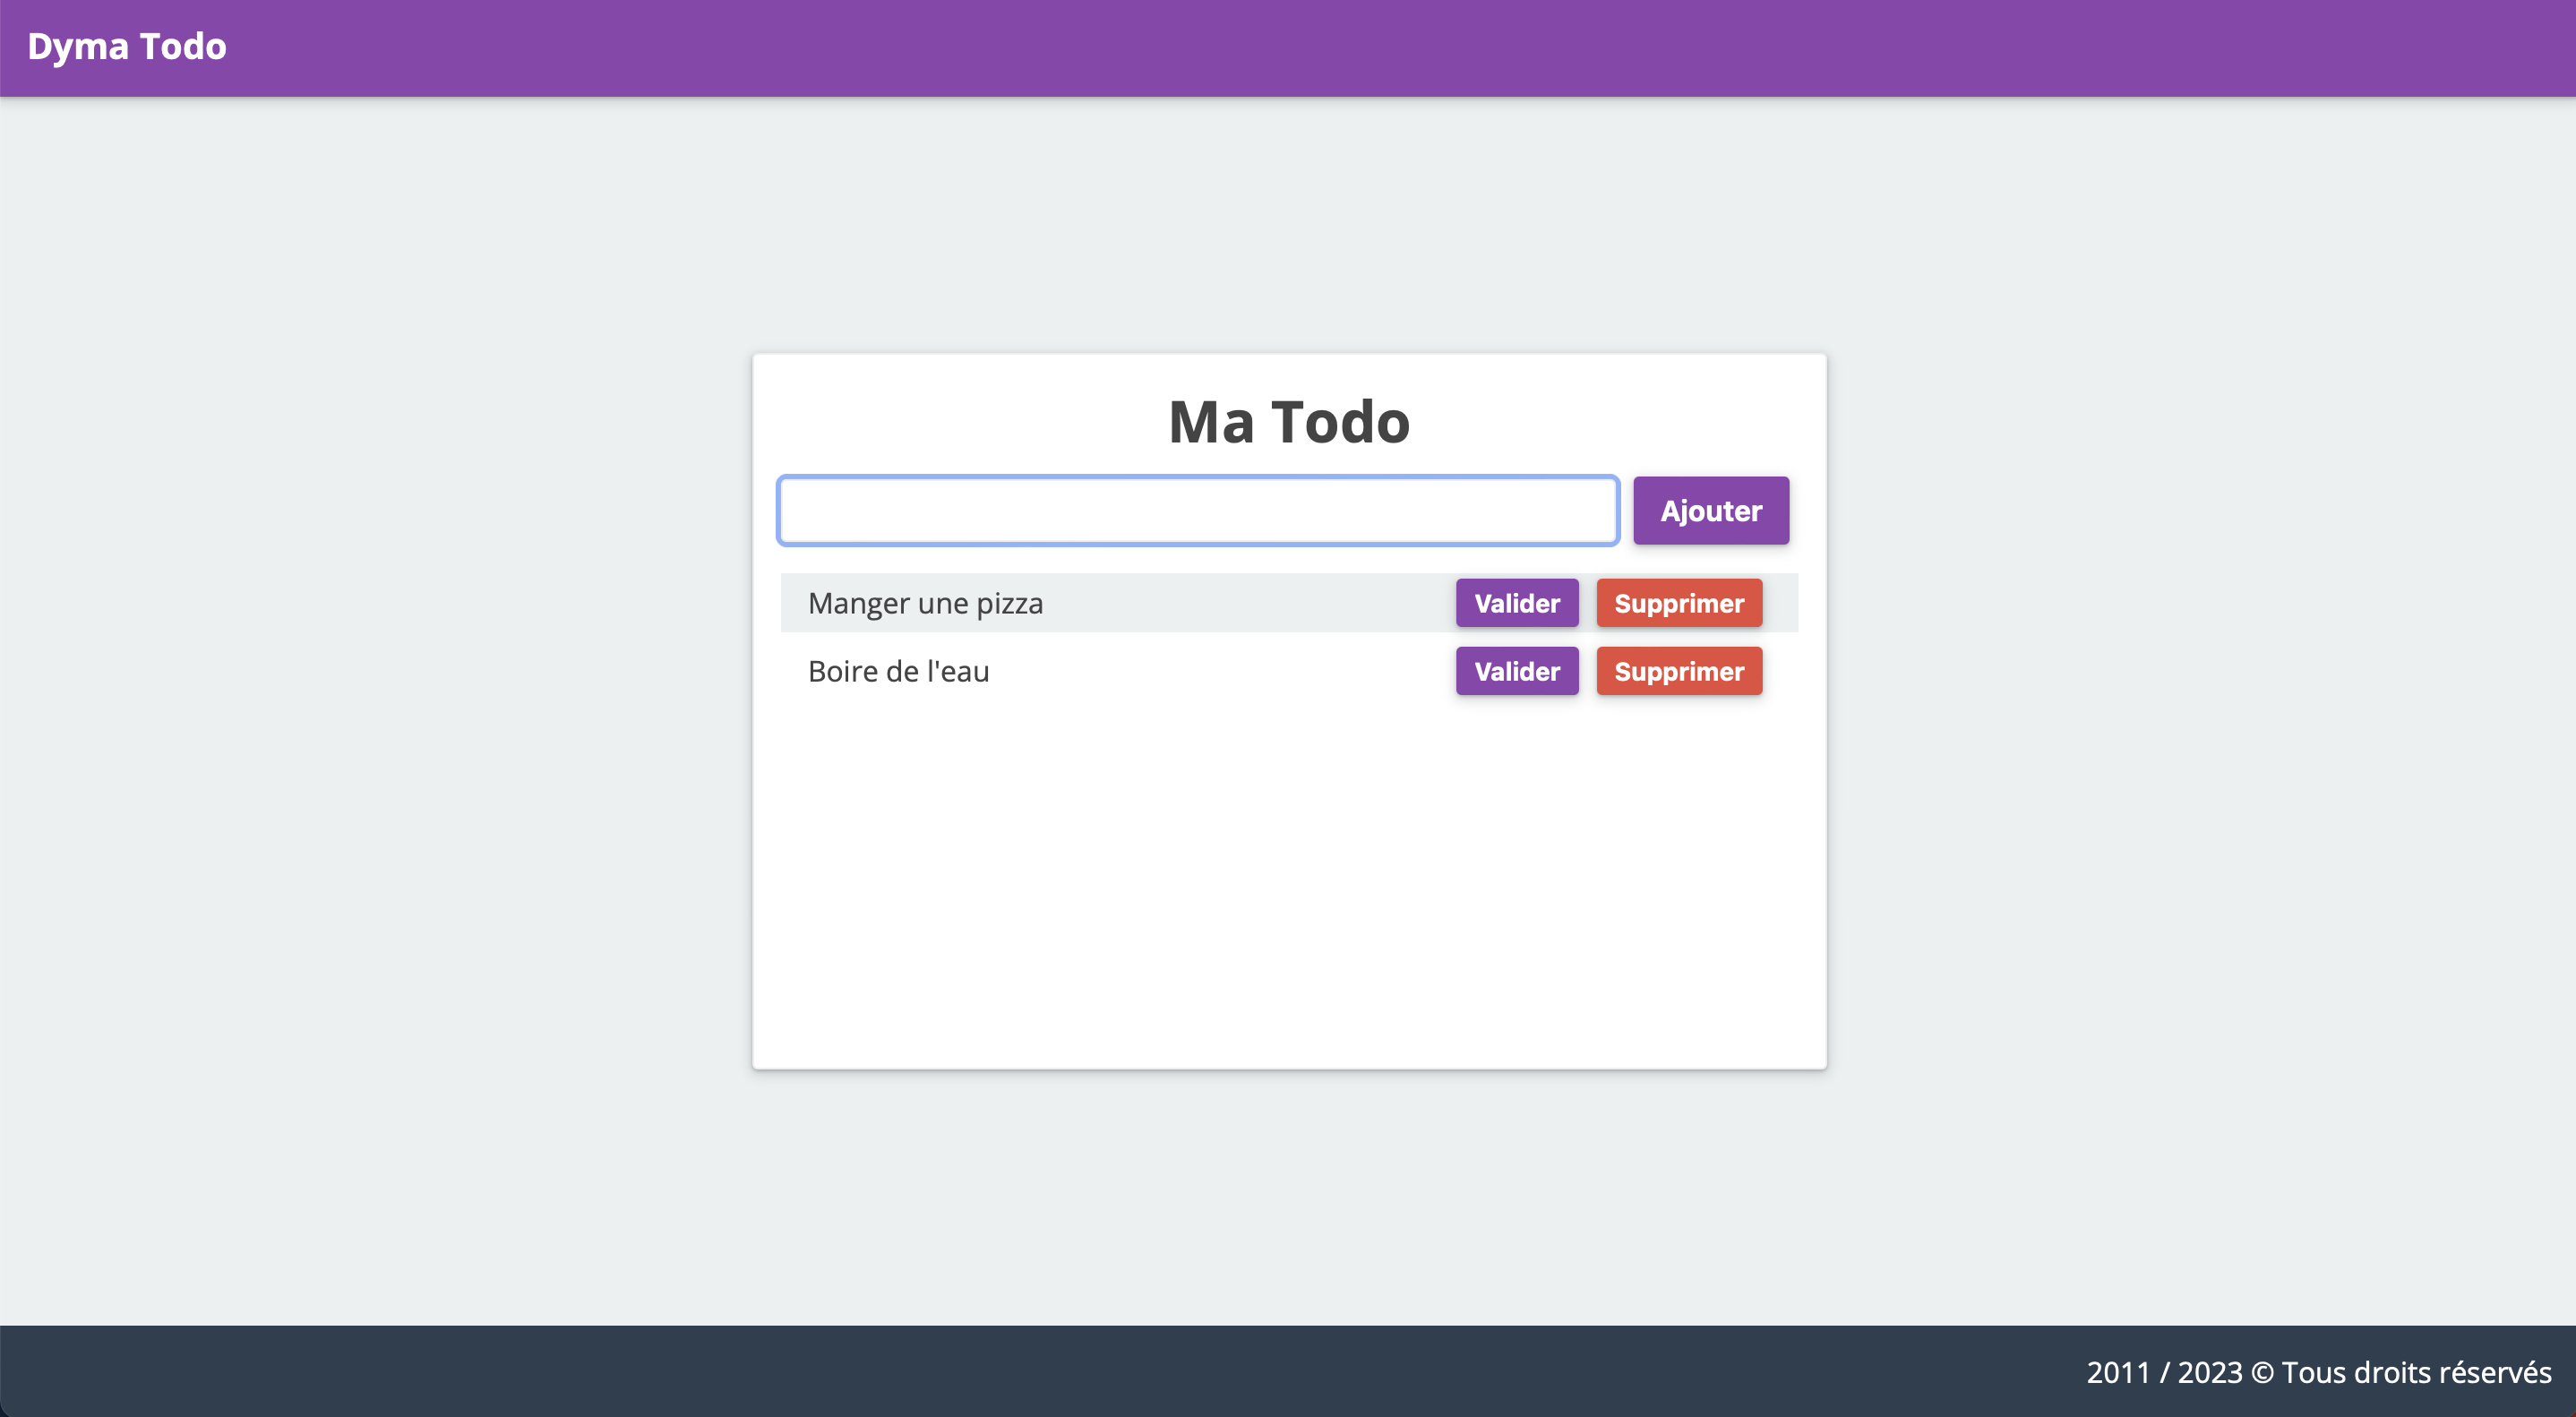 Dyma Todo
Ma Todo
Ajouter
Manger une pizza Valider Supprimer
Boire de l'eau Valider Supprimer
2011 / 2023 © Tous droits réservés